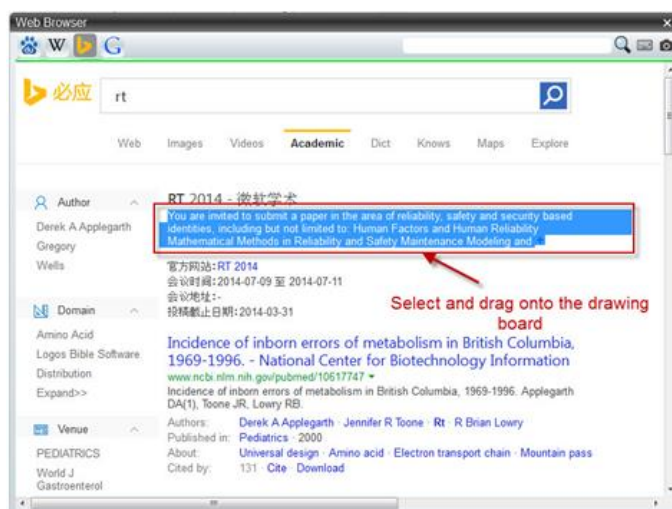 Web Browser
W G
必应
rt
Web Images Videos Academic Dict Knows Maps Explore
Author
Derek A Applegarth
Gregory
Wells
Domain
Amino Acid
Logos Bible Software
Distribution
Expand>>
Venue
PEDIATRICS
World J
Gastroenterol
RT 2014 - 微软学术
You are invited to submit a paper in the area of reliability, safety and security based
identities, including but not limited to: Human Factors and Human Reliability
Mathematical Methods in Reliability and Safety Maintenance Modeling and
官方网站: RT 2014
会议时间: 2014-07-09 至 2014-07-11
会议地址: -
投稿截止日期: 2014-03-31
Select and drag onto the drawing
board
Incidence of inborn errors of metabolism in British Columbia,
1969-1996. - National Center for Biotechnology Information
www.ncbi.nlm.nih.gov/pubmed/10617747
Incidence of inborn errors of metabolism in British Columbia, 1969-1996. Applegarth
DA(1), Toone JR, Lowry RB.
Authors: Derek A Applegarth · Jennifer R Toone · Rt · R Brian Lowry
Published in: Pediatrics · 2000
About: Universal design · Amino acid · Electron transport chain · Mountain pass
Cited by: 131 · Cite · Download